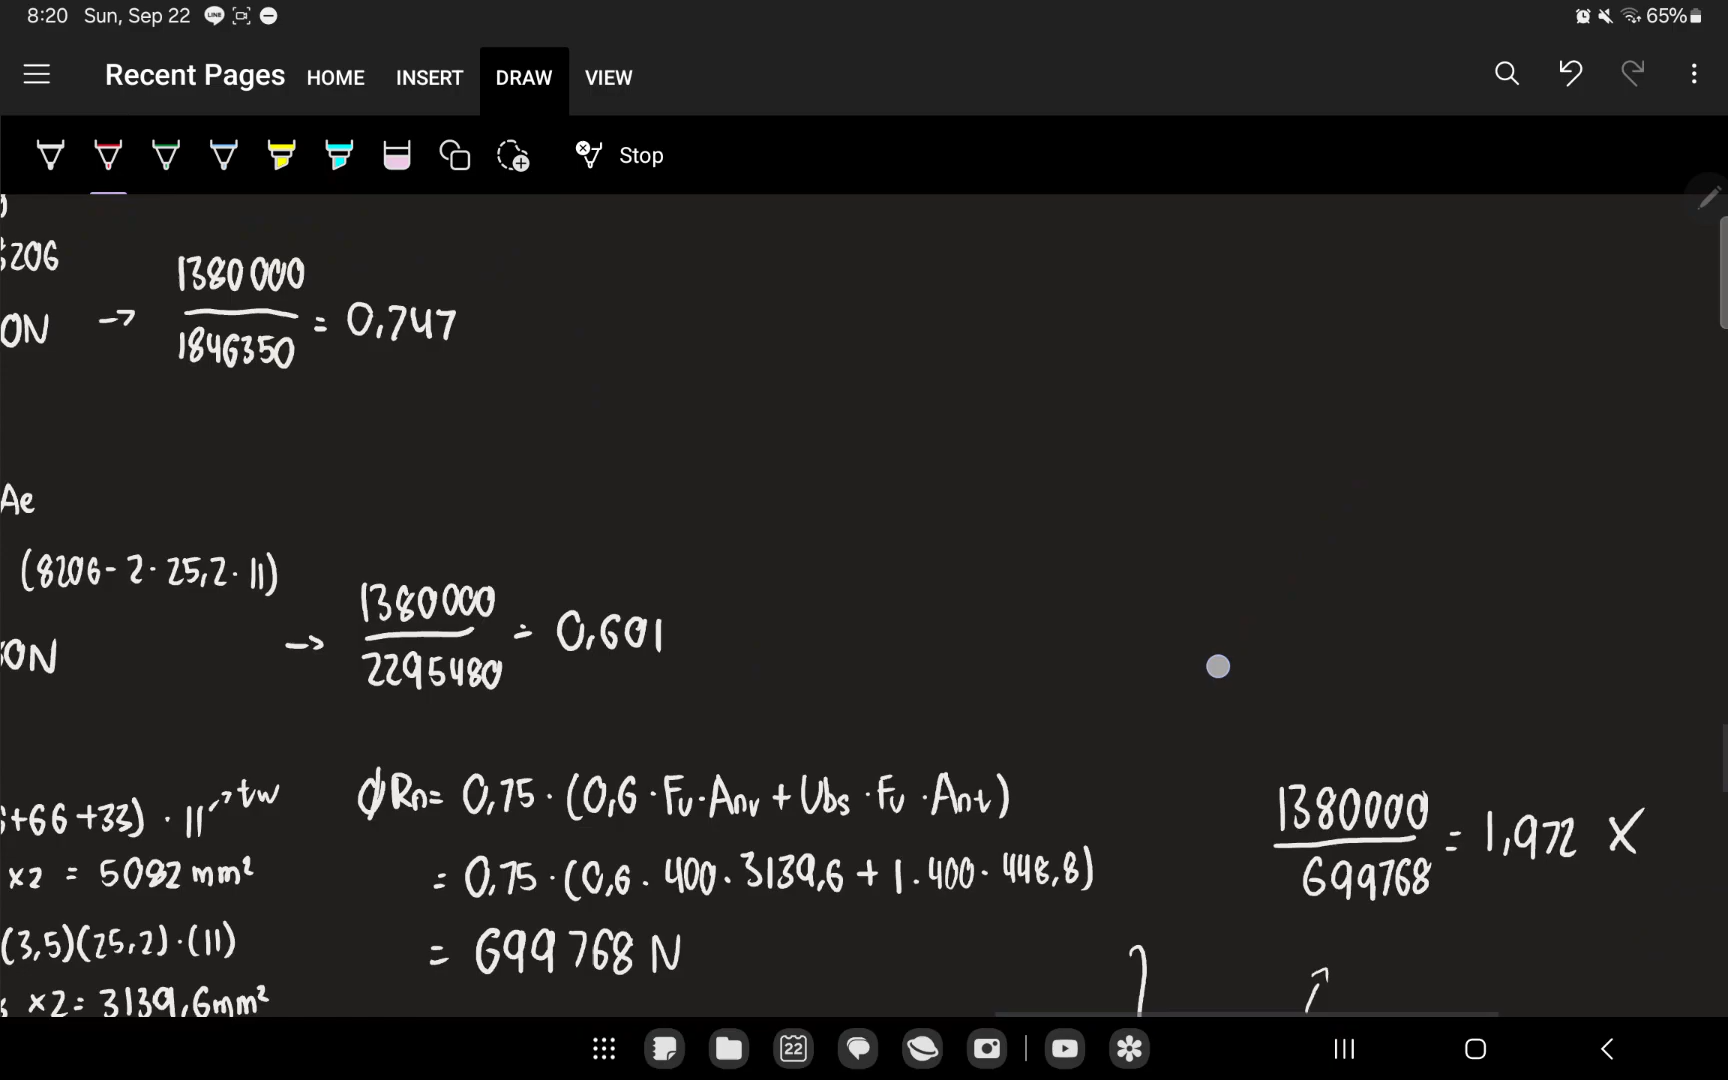 8:20 Sun, Sep 22
65%
Recent Pages HOME INSERT DRAW VIEW
Stop
8206
1380000
ON → ─── = 0,747
1846350
Ae
(8206 - 2 · 25,2 · 11)
1380000
ON → ─── = 0,601
2295480
+66 +33) · 11 → tw
x2 = 5082 mm²
(3,5)(25,2) · (11)
x2 = 3139,6mm²
ϕRn = 0,75 · (0,6 · Fu · Anv + Ubs · Fu · Ant)
= 0,75 · (0,6 · 400 · 3139,6 + 1 · 400 · 448,8)
= 699768 N
1380000
─── = 1,972 X
699768
22